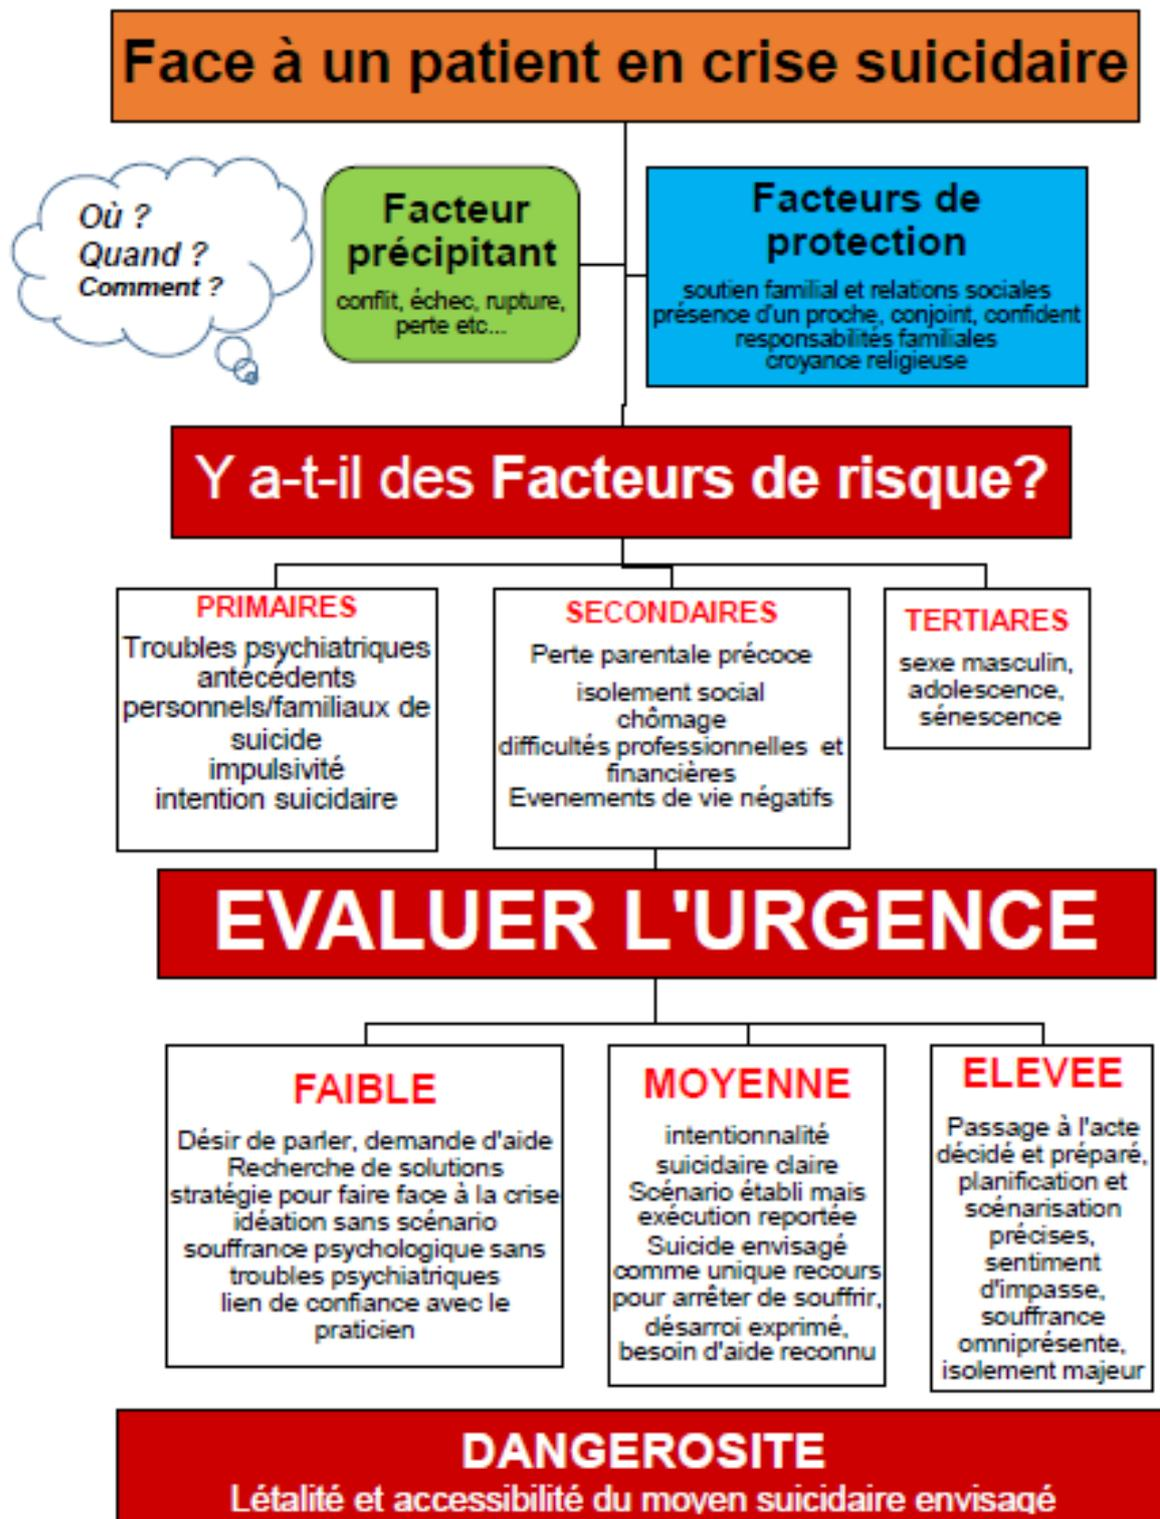 Face à un patient en crise suicidaire
Où ?
Quand ?
Comment ?
Facteur
précipitant
conflit, échec, rupture,
perte etc...
Facteurs de
protection
soutien familial et relations sociales
présence d'un proche, conjoint, confident
responsabilités familiales
croyance religieuse
Y a-t-il des Facteurs de risque?
PRIMAIRES
Troubles psychiatriques
antécédents
personnels/familiaux de
suicide
impulsivité
intention suicidaire
SECONDAIRES
Perte parentale précoce
isolement social
chômage
difficultés professionnelles et
financières
Evenements de vie négatifs
TERTIARES
sexe masculin,
adolescence,
sénescence
EVALUER L'URGENCE
FAIBLE
Désir de parler, demande d'aide
Recherche de solutions
stratégie pour faire face à la crise
idéation sans scénario
souffrance psychologique sans
troubles psychiatriques
lien de confiance avec le
praticien
MOYENNE
intentionnalité
suicidaire claire
Scénario établi mais
exécution reportée
Suicide envisagé
comme unique recours
pour arrêter de souffrir,
désarroi exprimé,
besoin d'aide reconnu
ELEVEE
Passage à l'acte
décidé et préparé,
planification et
scénarisation
précises,
sentiment
d'impasse,
souffrance
omniprésente,
isolement majeur
DANGEROSITE
Létalité et accessibilité du moyen suicidaire envisagé